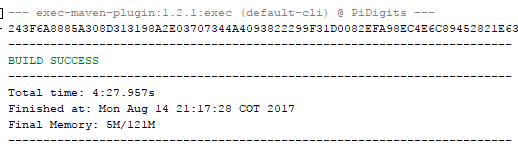 --- exec-maven-plugin:1.2.1:exec (default-cli) @ PiDigits ---
243F6A8885A308D313198A2E03707344A4093822299F31D0082EFA98EC4E6C89452821E63
------------------------------------------------------------------------
BUILD SUCCESS
------------------------------------------------------------------------
Total time: 4:27.957s
Finished at: Mon Aug 14 21:17:28 COT 2017
Final Memory: 5M/121M
------------------------------------------------------------------------